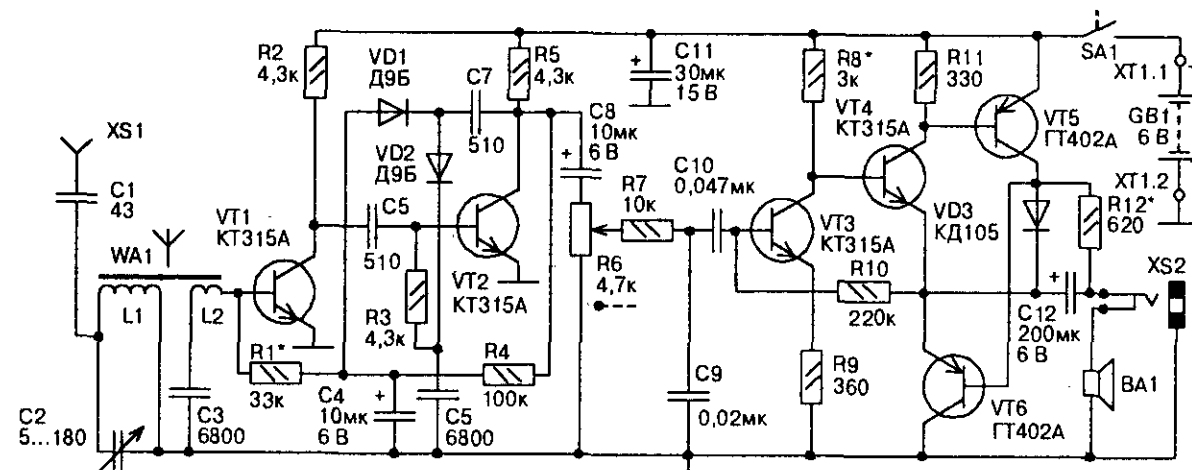 XS1
C1
43
WA1
L1
L2
C2
5...180
C3
6800
R1*
33к
VT1
КТ315А
R2
4,3к
VD1
Д9Б
VD2
Д9Б
C7
510
C5
510
R3
4,3к
C4
10мк
6 В
C5
6800
R4
100к
VT2
КТ315А
R5
4,3к
C8
10мк
6В
R6
4,7к
R7
10к
C11
30мк
15 В
C10
0,047мк
C9
0,02мк
R8*
3к
VT3
КТ315А
R9
360
R10
220к
VT4
КТ315А
R11
330
VT5
ГТ402А
VD3
КД105
VT6
ГТ402А
R12*
620
C12
200мк
6 В
BA1
XS2
SA1
XT1.1
GB1
6 В
XT1.2